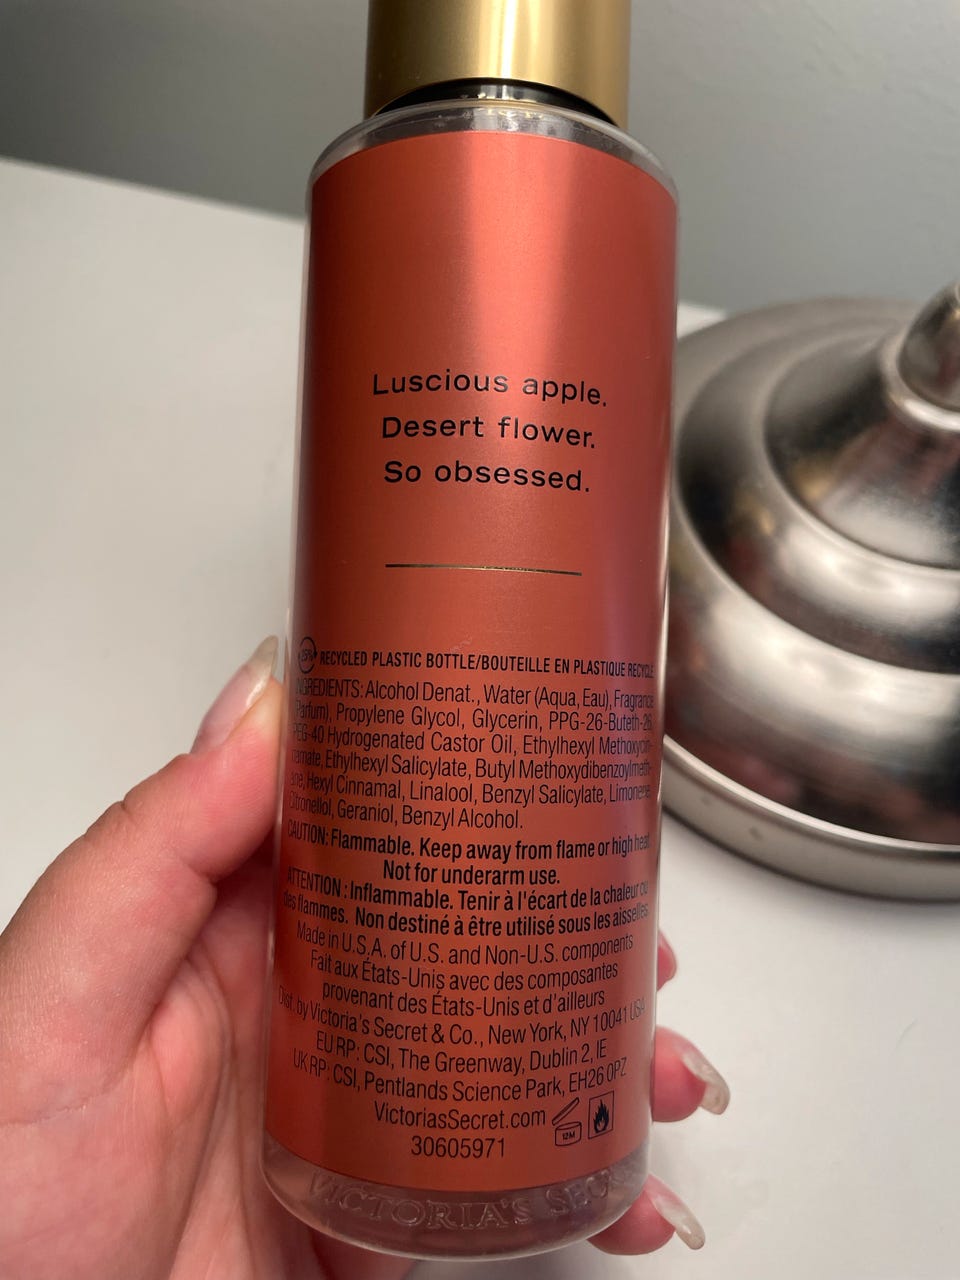 Luscious apple.
Desert flower.
So obsessed.
25% RECYCLED PLASTIC BOTTLE/BOUTEILLE EN PLASTIQUE RECYCLÉ
INGREDIENTS: Alcohol Denat., Water (Aqua, Eau), Fragrance
(Parfum), Propylene Glycol, Glycerin, PPG-26-Buteth-26,
PEG-40 Hydrogenated Castor Oil, Ethylhexyl Methoxycin-
namate, Ethylhexyl Salicylate, Butyl Methoxydibenzoylmeth-
ane, Hexyl Cinnamal, Linalool, Benzyl Salicylate, Limonene,
Citronellol, Geraniol, Benzyl Alcohol.
CAUTION: Flammable. Keep away from flame or high heat.
Not for underarm use.
ATTENTION : Inflammable. Tenir à l'écart de la chaleur ou
des flammes. Non destiné à être utilisé sous les aisselles.
Made in U.S.A. of U.S. and Non-U.S. components
Fait aux États-Unis avec des composantes
provenant des États-Unis et d'ailleurs
Dist. by Victoria's Secret & Co., New York, NY 10041 USA
EU RP: CSI, The Greenway, Dublin 2, IE
UK RP: CSI, Pentlands Science Park, EH26 0PZ
VictoriasSecret.com
12M
30605971
VICTORIA'S SECR